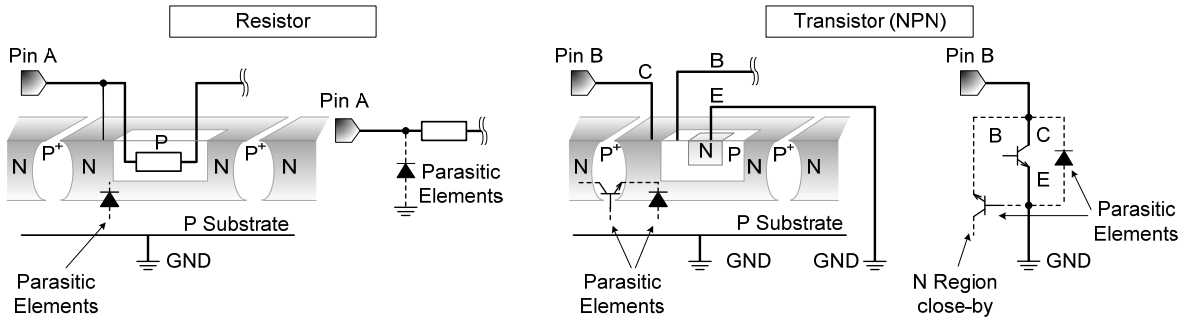 Resistor
Transistor (NPN)
Pin A
Pin B
C
B
E
Pin B
Pin A
N
P+
N
P
N
P+
N
Parasitic
Elements
P Substrate
GND
Parasitic
Elements
N
P+
N
N
P
N
P+
N
P Substrate
GND
GND
Parasitic
Elements
B
C
E
Parasitic
Elements
GND
N Region
close-by